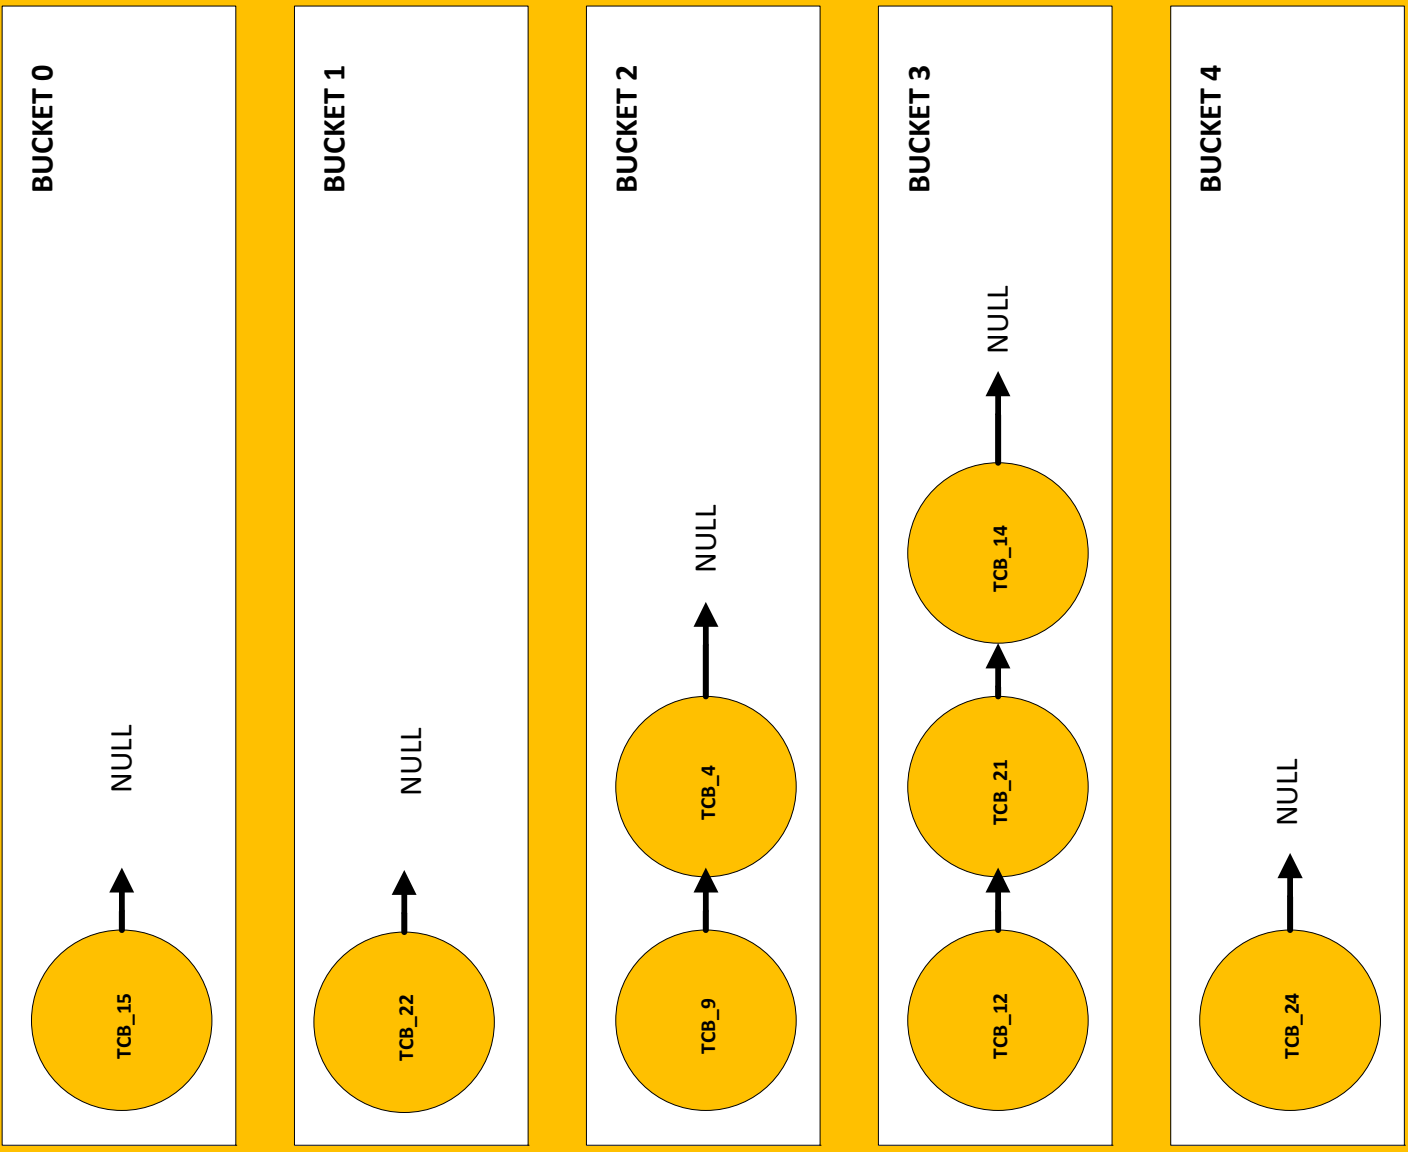 BUCKET 0
NULL
TCB_15
BUCKET 1
NULL
TCB_22
BUCKET 2
NULL
TCB_4
TCB_9
BUCKET 3
NULL
TCB_14
TCB_21
TCB_12
BUCKET 4
NULL
TCB_24